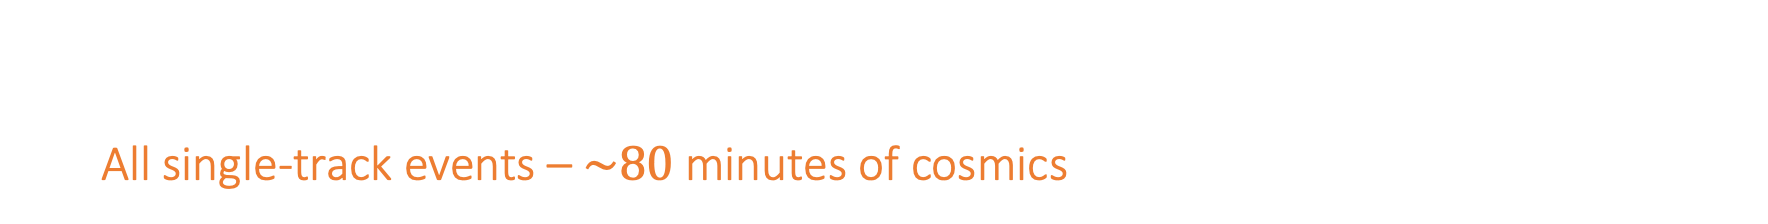 All single-track events – ~80 minutes of cosmics